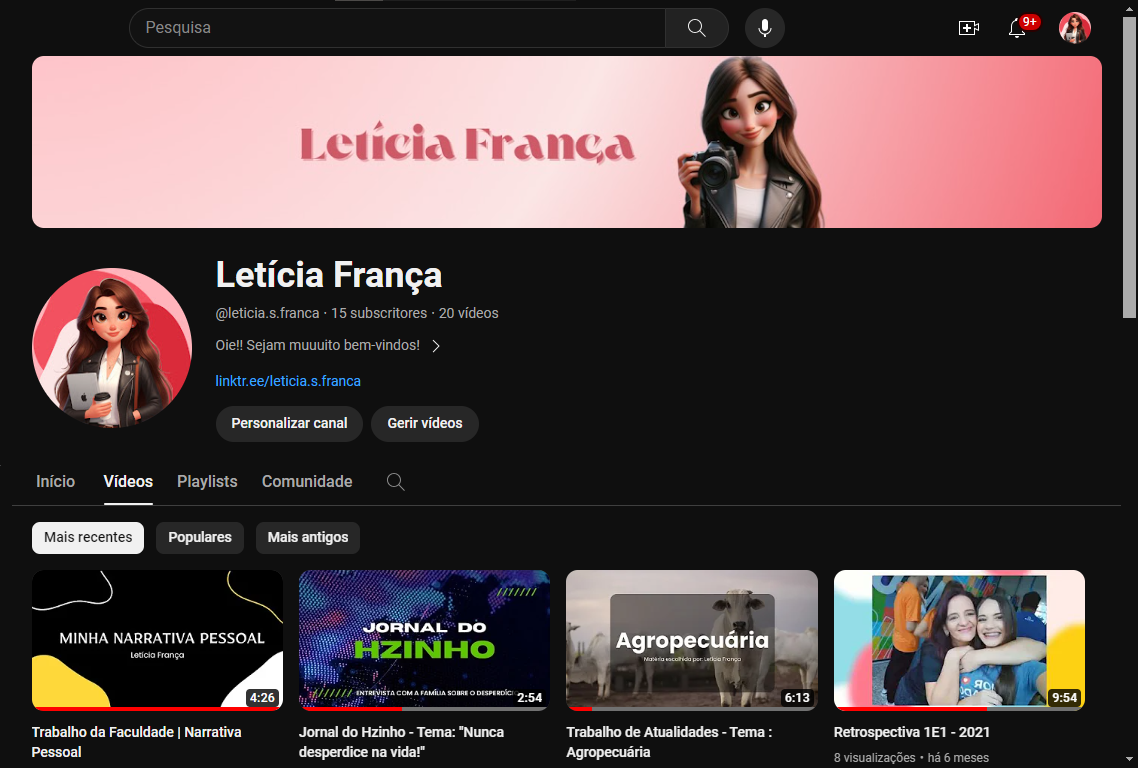 Pesquisa
9+
Letícia França
Letícia França
@leticia.s.franca · 15 subscritores · 20 vídeos
Oie!! Sejam muuuito bem-vindos!
linktr.ee/leticia.s.franca
Personalizar canal
Gerir vídeos
Início
Vídeos
Playlists
Comunidade
Mais recentes
Populares
Mais antigos
MINHA NARRATIVA PESSOAL
Letícia França
4:26
JORNAL DO
HZINHO
ENTREVISTA COM A FAMÍLIA SOBRE O
2:54
Agropecuária
Matéria escolhida por: Letícia França
6:13
9:54
Trabalho da Faculdade | Narrativa
Pessoal
Jornal do Hzinho - Tema: "Nunca
desperdice na vida!"
Trabalho de Atualidades - Tema :
Agropecuária
Retrospectiva 1E1 - 2021
8 visualizações • há 6 meses